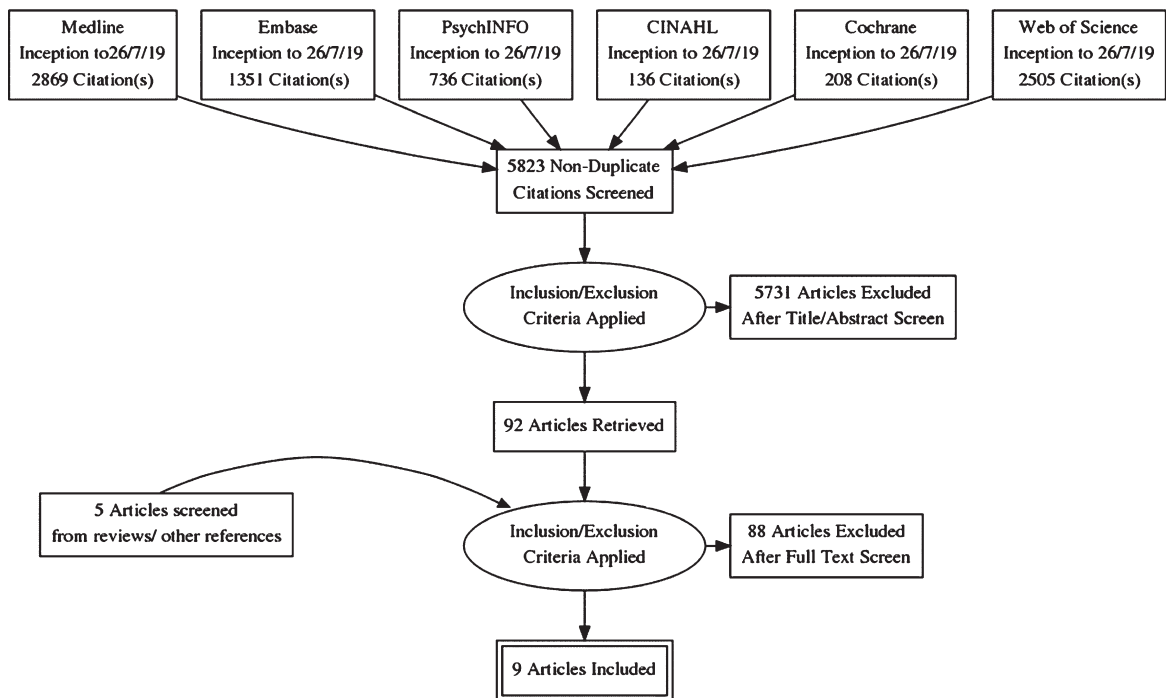 Medline
Inception to26/7/19
2869 Citation(s)
Embase
Inception to 26/7/19
1351 Citation(s)
PsychINFO
Inception to 26/7/19
736 Citation(s)
CINAHL
Inception to 26/7/19
136 Citation(s)
Cochrane
Inception to 26/7/19
208 Citation(s)
Web of Science
Inception to 26/7/19
2505 Citation(s)
5823 Non-Duplicate
Citations Screened
Inclusion/Exclusion
Criteria Applied
5731 Articles Excluded
After Title/Abstract Screen
92 Articles Retrieved
5 Articles screened
from reviews/ other references
Inclusion/Exclusion
Criteria Applied
88 Articles Excluded
After Full Text Screen
9 Articles Included